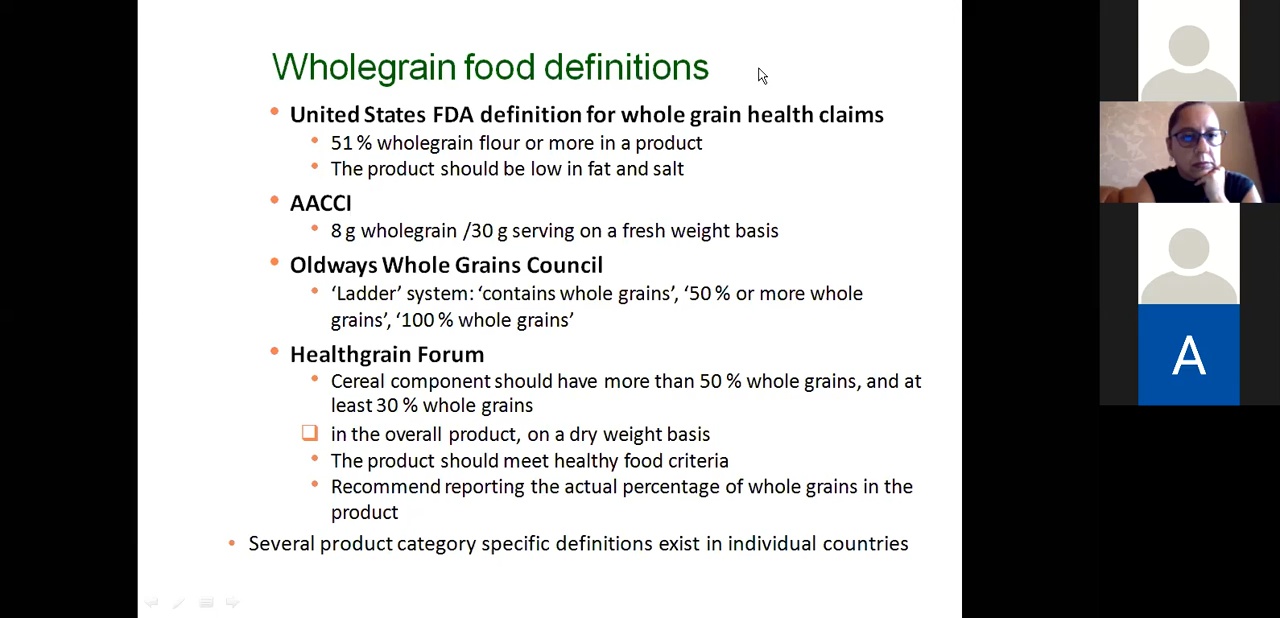 Wholegrain food definitions
• United States FDA definition for whole grain health claims
• 51 % wholegrain flour or more in a product
• The product should be low in fat and salt
• AACCI
• 8 g wholegrain /30 g serving on a fresh weight basis
• Oldways Whole Grains Council
• ‘Ladder’ system: ‘contains whole grains’, ‘50 % or more whole
grains’, ‘100 % whole grains’
• Healthgrain Forum
• Cereal component should have more than 50 % whole grains, and at
least 30 % whole grains
❑ in the overall product, on a dry weight basis
• The product should meet healthy food criteria
• Recommend reporting the actual percentage of whole grains in the
product
• Several product category specific definitions exist in individual countries
A